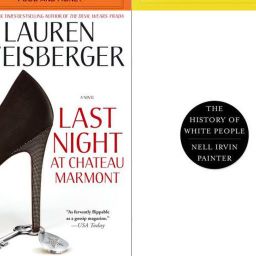 LAUREN
WEISBERGER
A NOVEL
LAST
NIGHT
AT CHATEAU
MARMONT
"As fiercely flippable
as a gossip magazine."
—USA Today
THE
HISTORY OF
WHITE PEOPLE
NELL IRVIN
PAINTER